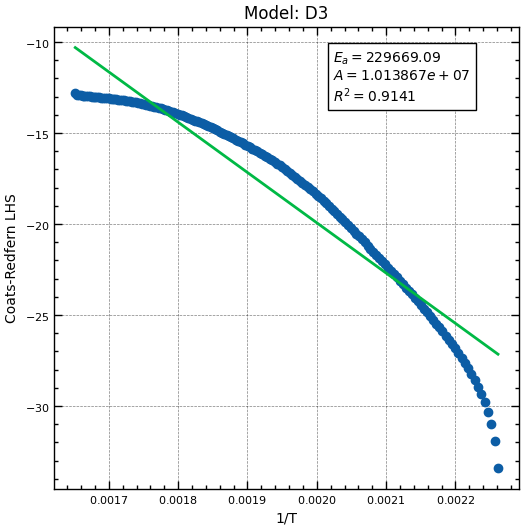 Model: D3
E_a = 229669.09
A = 1.013867e + 07
R² = 0.9141
Coats-Redfern LHS
−10
−15
−20
−25
−30
0.0017 0.0018 0.0019 0.0020 0.0021 0.0022
1/T